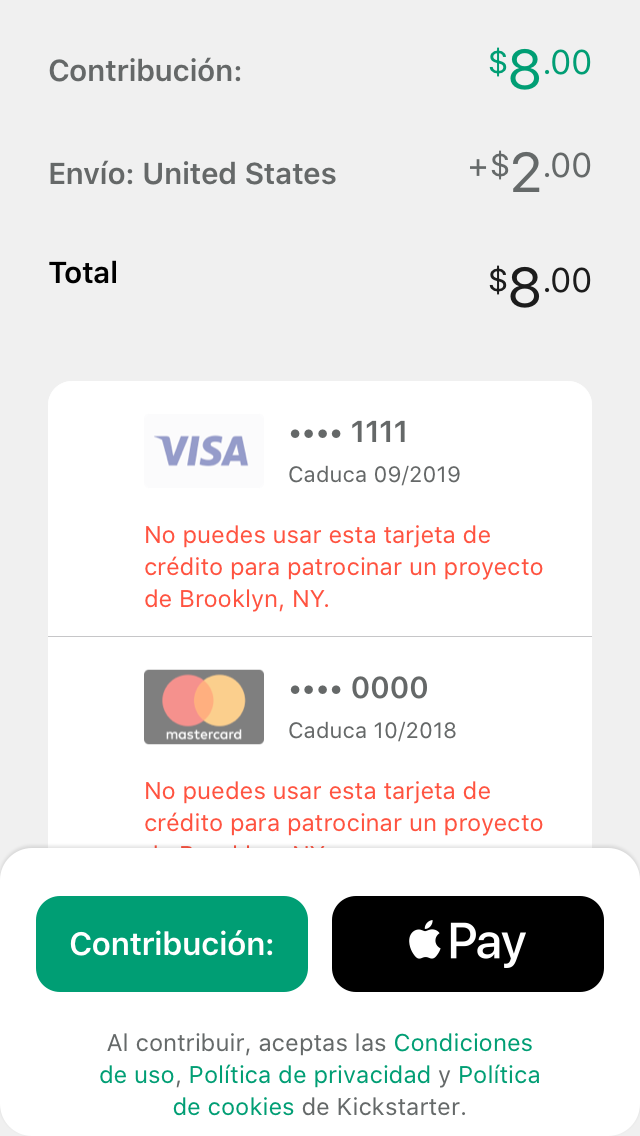 Contribución: $8.00
Envío: United States +$2.00
Total $8.00
VISA •••• 1111
Caduca 09/2019
No puedes usar esta tarjeta de
crédito para patrocinar un proyecto
de Brooklyn, NY.
mastercard •••• 0000
Caduca 10/2018
No puedes usar esta tarjeta de
crédito para patrocinar un proyecto
Contribución: Pay
Al contribuir, aceptas las Condiciones
de uso, Política de privacidad y Política
de cookies de Kickstarter.